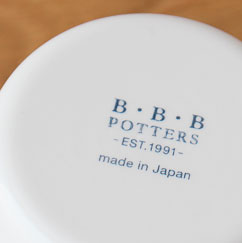 B·B·B
POTTERS
-EST.1991-
made in Japan